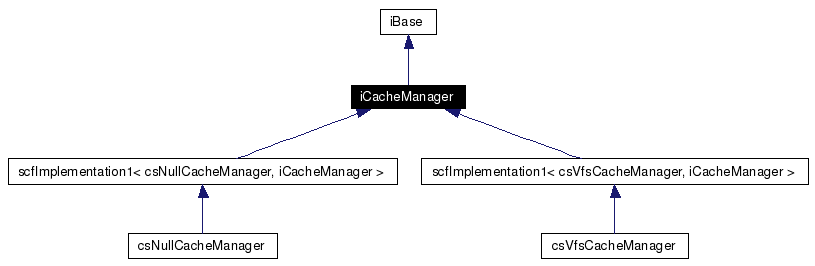 iBase
iCacheManager
scfImplementation1< csNullCacheManager, iCacheManager >
scfImplementation1< csVfsCacheManager, iCacheManager >
csNullCacheManager
csVfsCacheManager